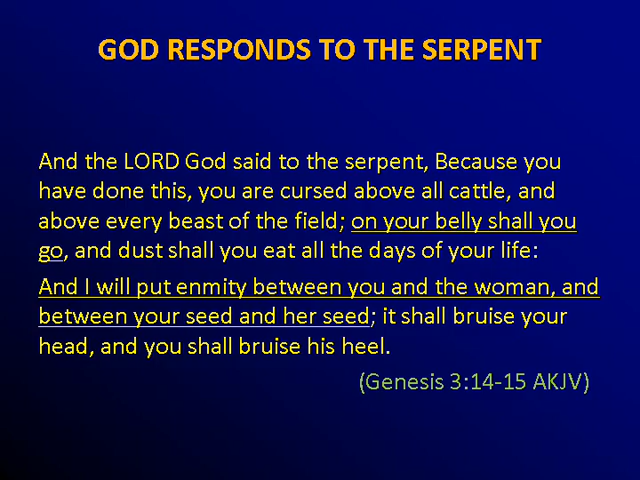 GOD RESPONDS TO THE SERPENT
And the LORD God said to the serpent, Because you
have done this, you are cursed above all cattle, and
above every beast of the field; on your belly shall you
go, and dust shall you eat all the days of your life:
And I will put enmity between you and the woman, and
between your seed and her seed; it shall bruise your
head, and you shall bruise his heel.
(Genesis 3:14-15 AKJV)